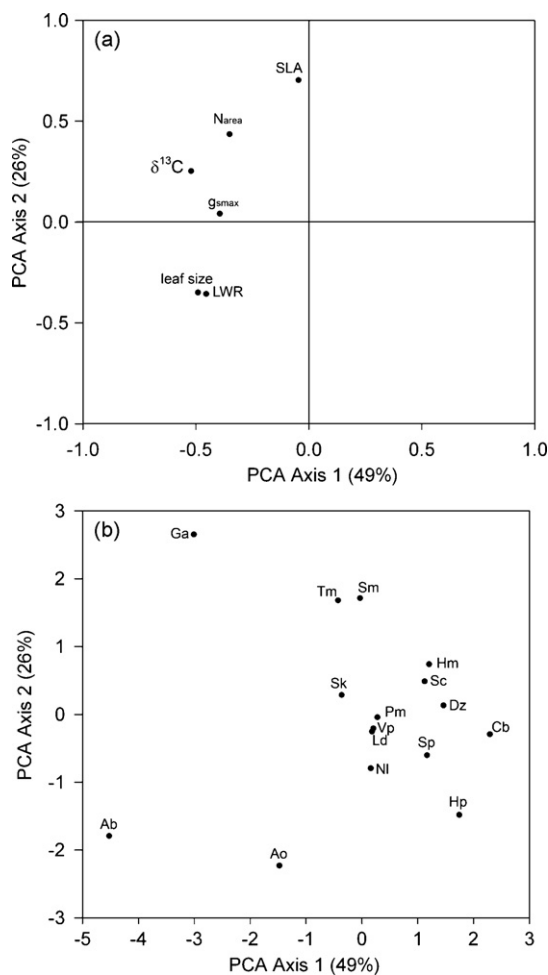 (a)
1.0
0.5
0.0
-0.5
-1.0
PCA Axis 2 (26%)
SLA
Narea
δ13C
gsmax
leaf size
LWR
-1.0 -0.5 0.0 0.5 1.0
PCA Axis 1 (49%)
(b)
3
2
1
0
-1
-2
-3
PCA Axis 2 (26%)
Ga
Tm
Sm
Hm
Sc
Sk
Dz
Pm
Vp
Ld
Cb
Sp
Nl
Hp
Ab
Ao
-5 -4 -3 -2 -1 0 1 2 3
PCA Axis 1 (49%)